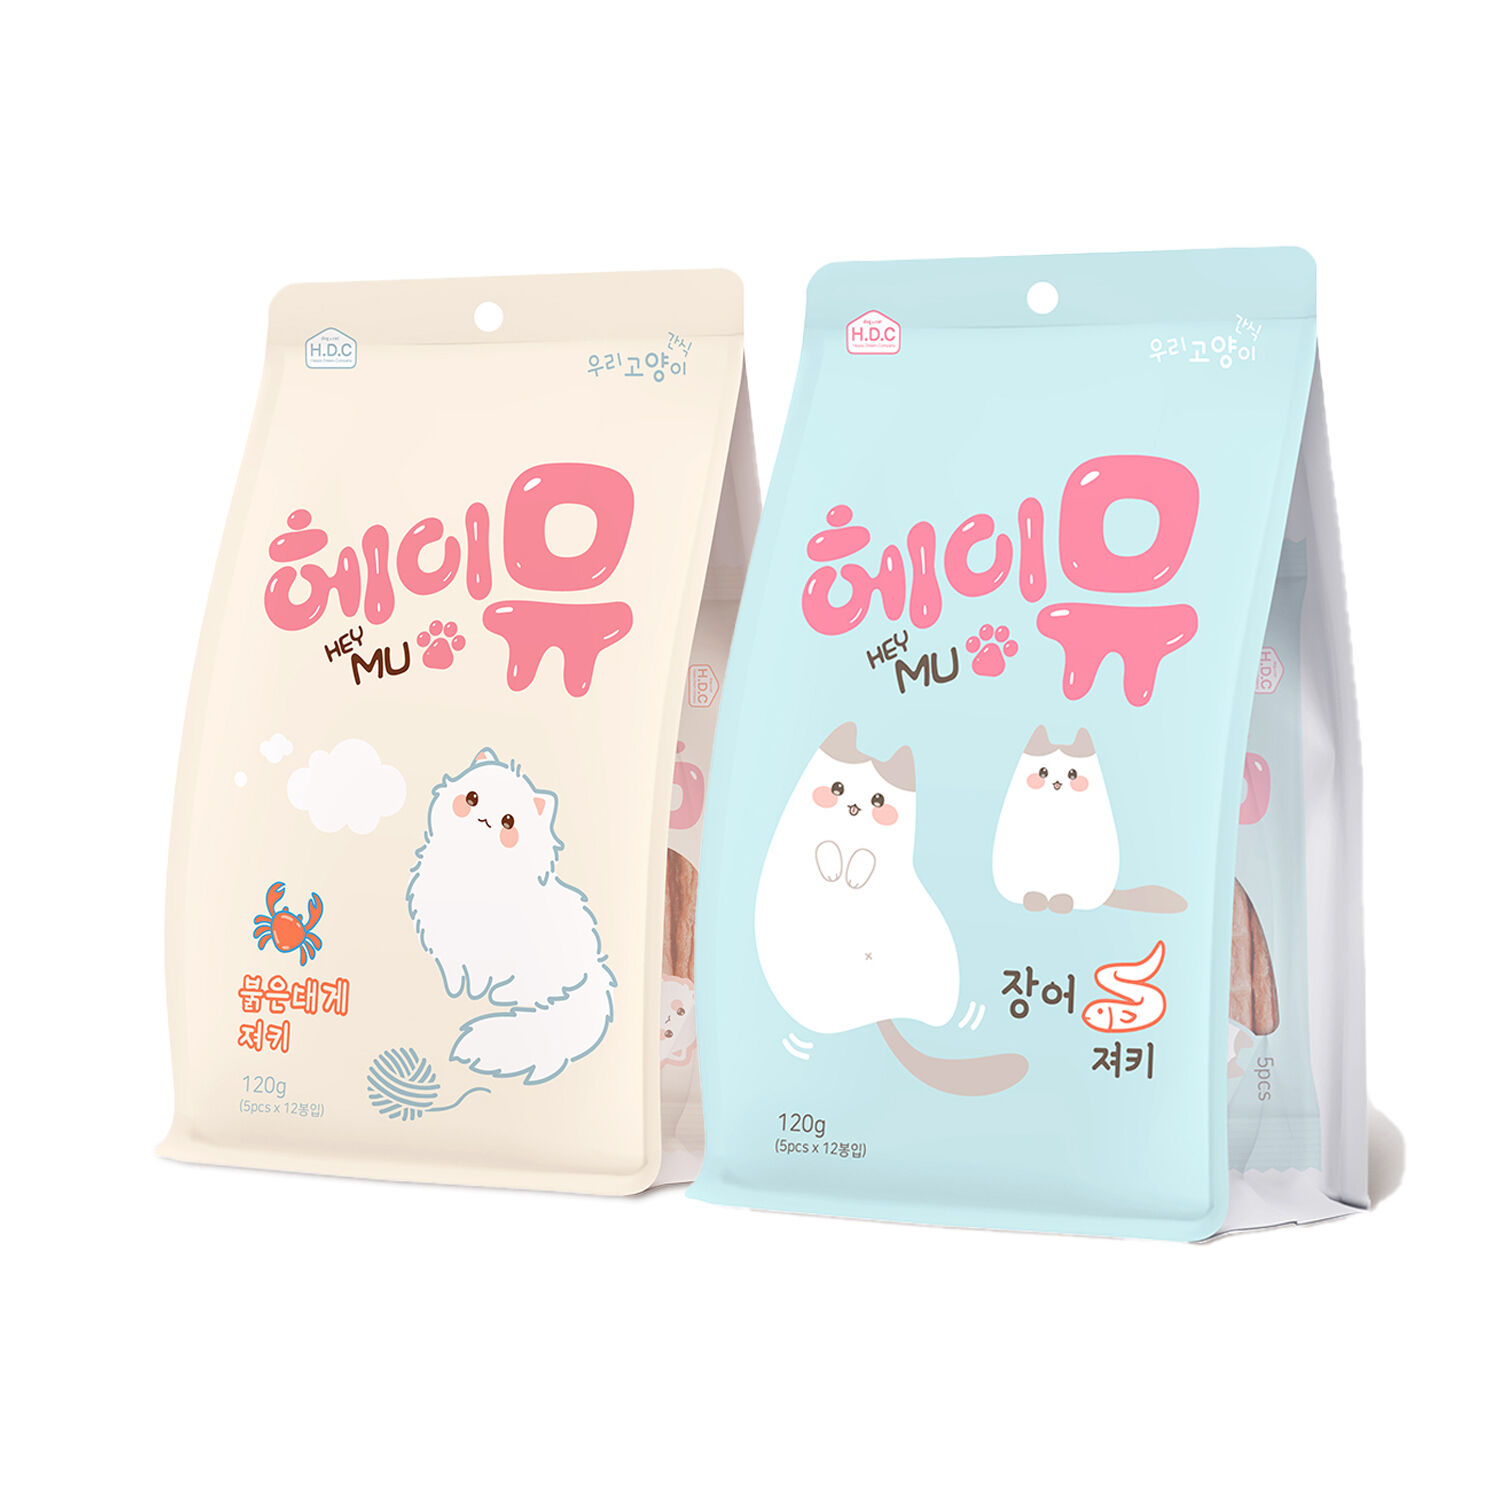 H.D.C
우리 고양이 간식
헤이뮤
HEY
MU
붉은대게
져키
120g
(5pcs x 12봉입)
H.D.C
H.D.C
우리 고양이 간식
헤이뮤
HEY
MU
장어
져키
120g
(5pcs x 12봉입)
H.D.C
5pcs